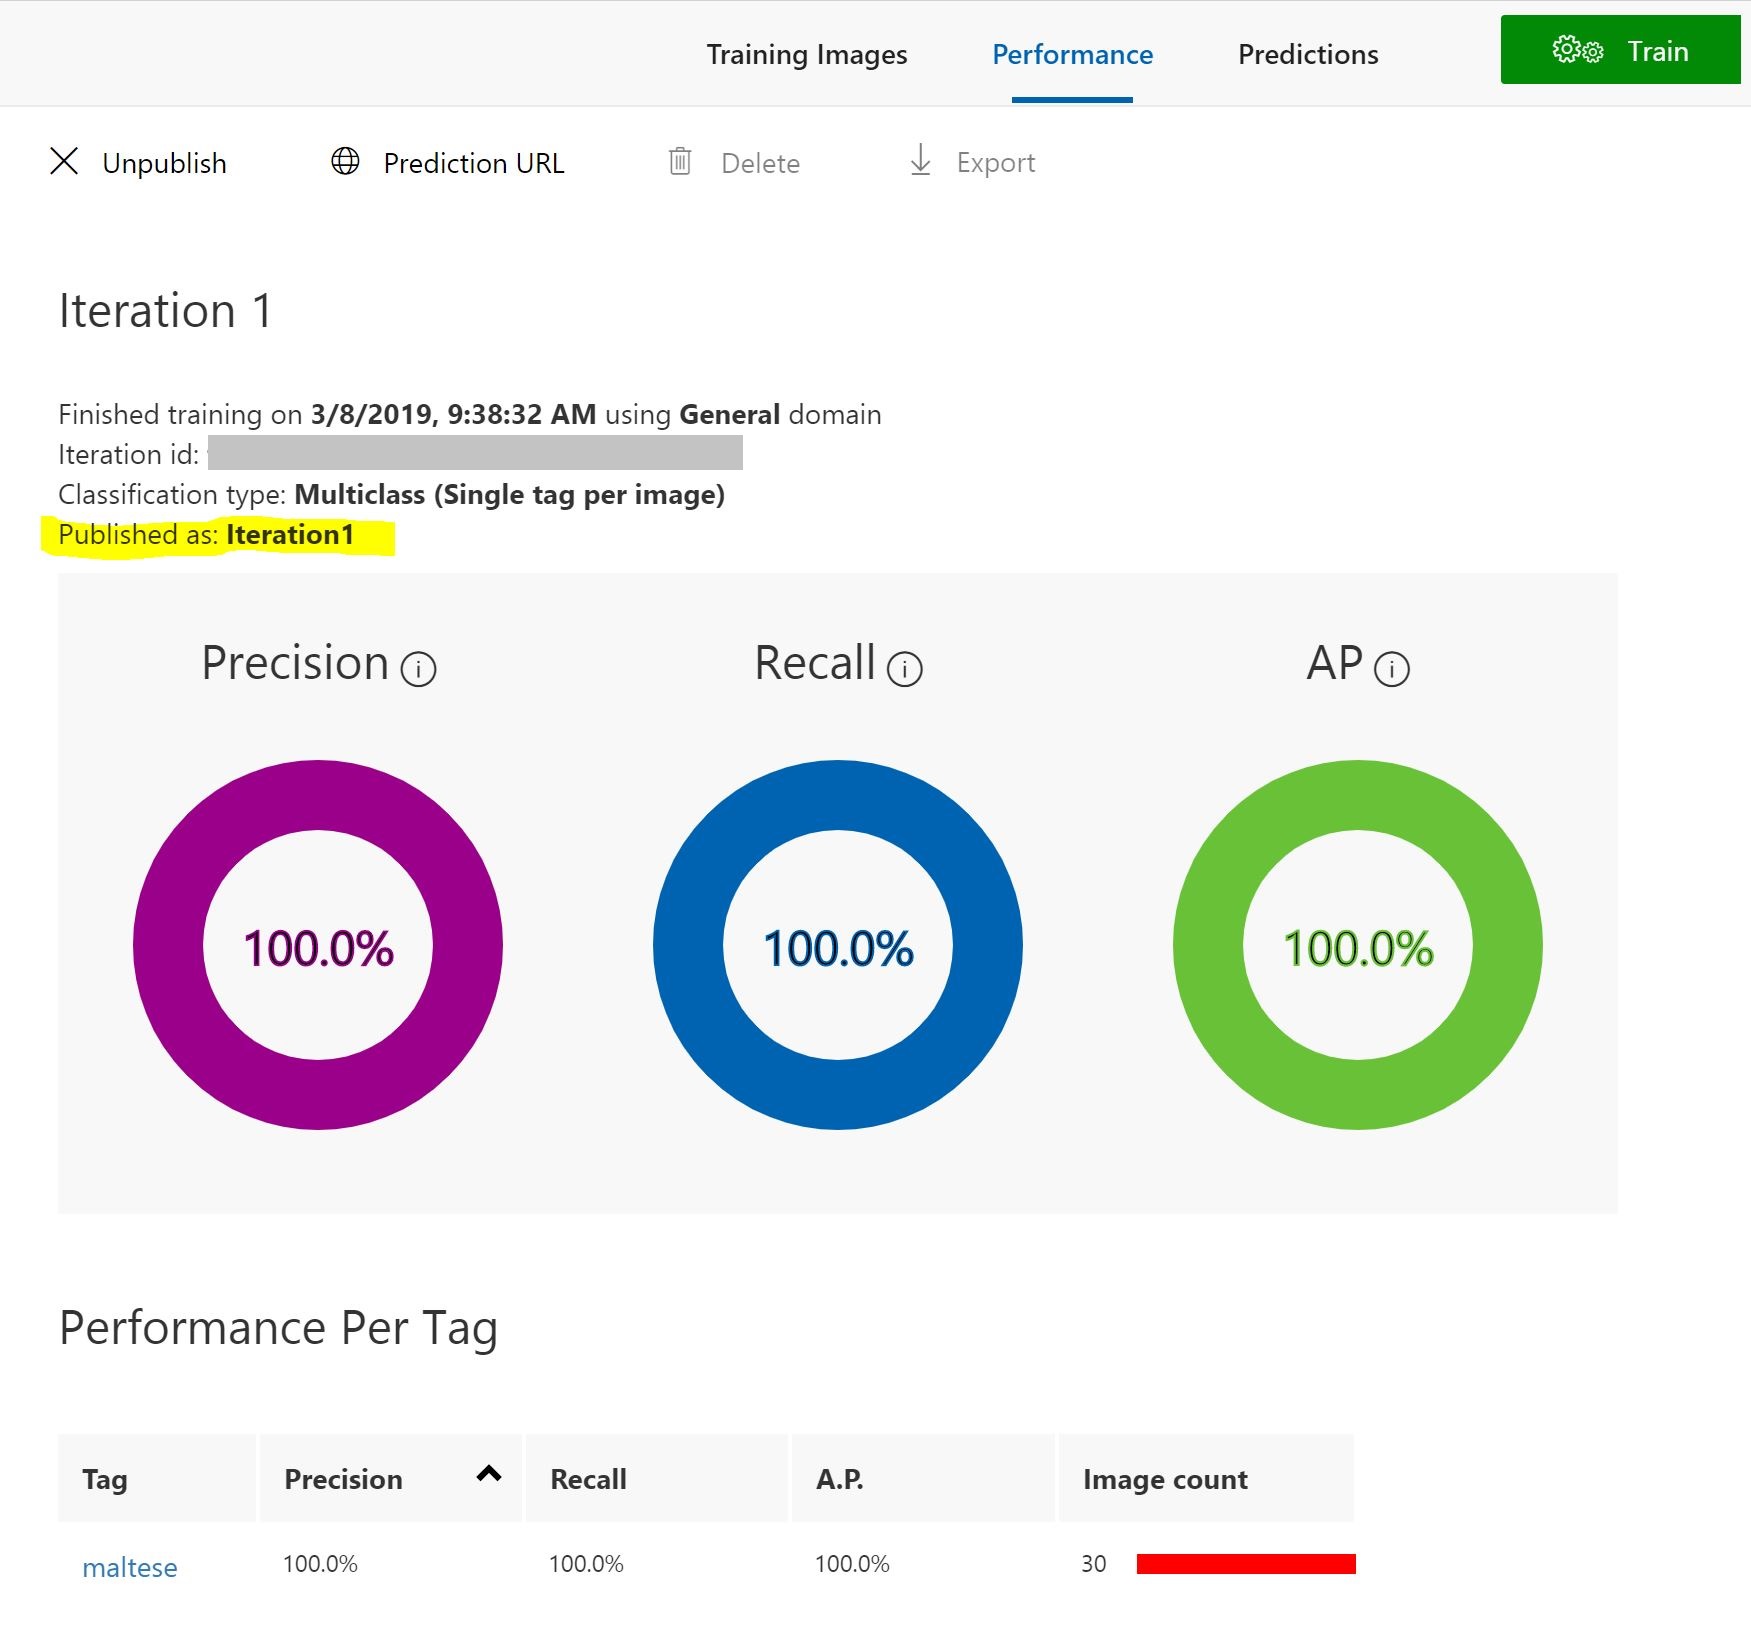 Training Images Performance Predictions Train
Unpublish Prediction URL Delete Export
Iteration 1
Finished training on 3/8/2019, 9:38:32 AM using General domain
Iteration id:
Classification type: Multiclass (Single tag per image)
Published as: Iteration1
Precision Recall AP
100.0% 100.0% 100.0%
Performance Per Tag
Tag Precision Recall A.P. Image count
maltese 100.0% 100.0% 100.0% 30